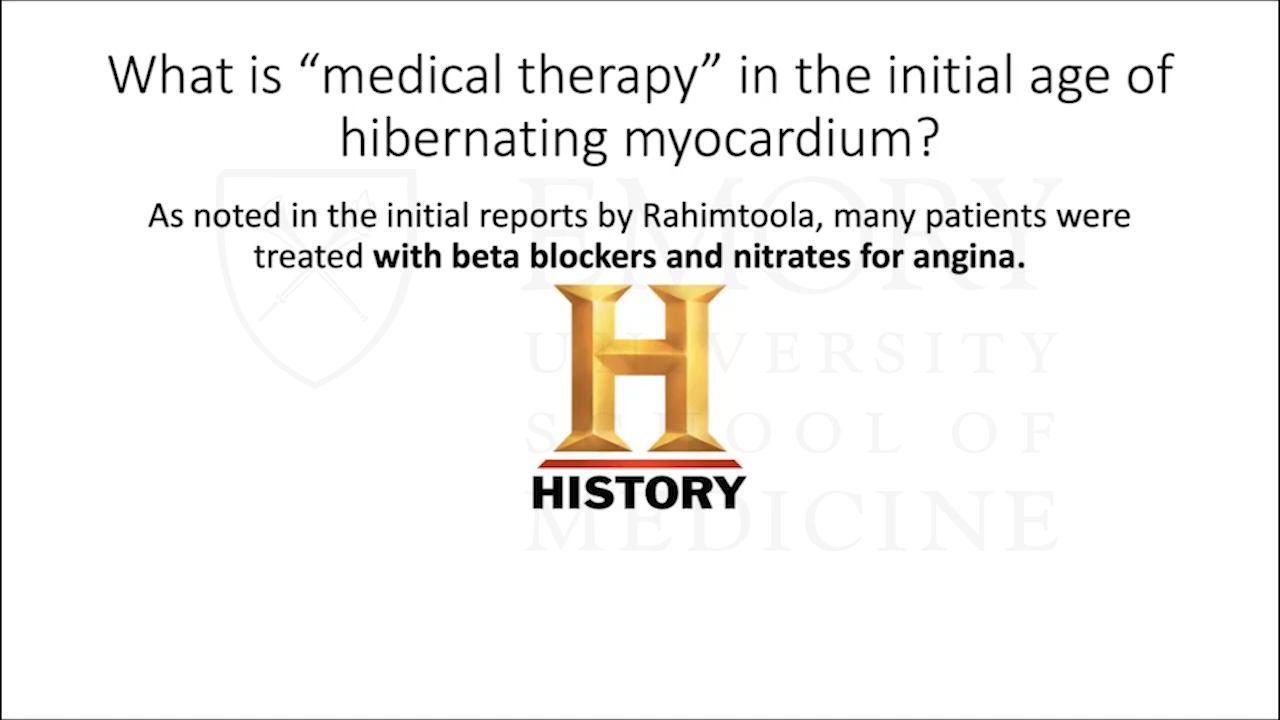 What is “medical therapy” in the initial age of
hibernating myocardium?
As noted in the initial reports by Rahimtoola, many patients were
treated with beta blockers and nitrates for angina.
EMORY
UNIVERSITY
SCHOOL OF
MEDICINE
H
HISTORY